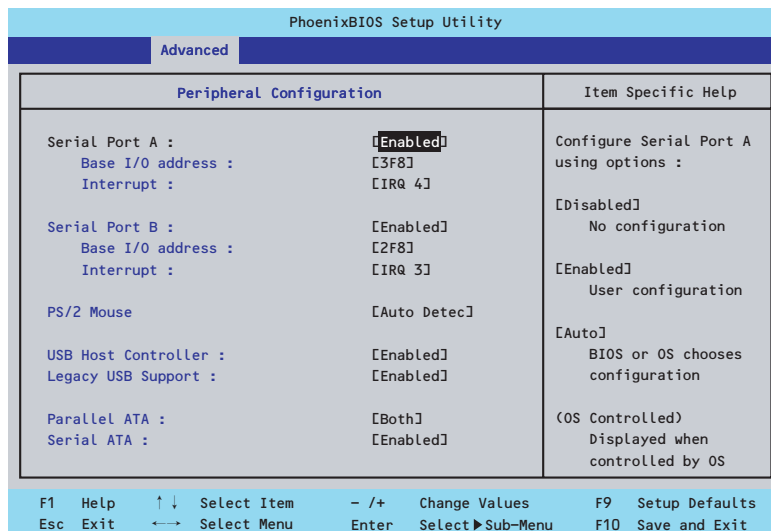 PhoenixBIOS Setup Utility
Advanced
Peripheral Configuration
Serial Port A : [Enabled]
Base I/O address : [3F8]
Interrupt : [IRQ 4]
Serial Port B : [Enabled]
Base I/O address : [2F8]
Interrupt : [IRQ 3]
PS/2 Mouse [Auto Detec]
USB Host Controller : [Enabled]
Legacy USB Support : [Enabled]
Parallel ATA : [Both]
Serial ATA : [Enabled]
Item Specific Help
Configure Serial Port A
using options :
[Disabled]
No configuration
[Enabled]
User configuration
[Auto]
BIOS or OS chooses
configuration
(OS Controlled)
Displayed when
controlled by OS
F1 Help ↑↓ Select Item - /+ Change Values F9 Setup Defaults
Esc Exit ←→ Select Menu Enter Select▶Sub-Menu F10 Save and Exit